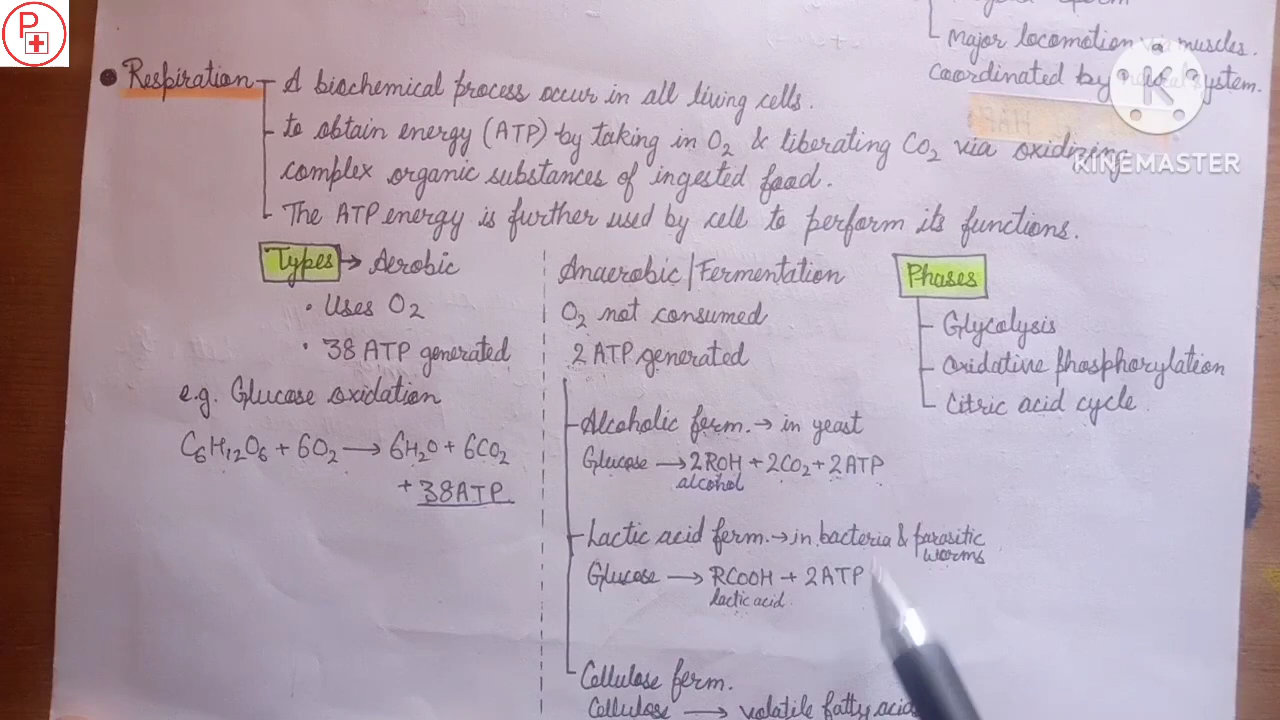 P
Major locomotion via muscles.
coordinated by system.
KINEMASTER
Respiration
A biochemical process occur in all living cells.
to obtain energy (ATP) by taking in O2 & liberating CO2 via oxidizing
complex organic substances of ingested food.
The ATP energy is further used by cell to perform its functions.
Types → Aerobic
• Uses O2
• 38 ATP generated
e.g. Glucose oxidation
C6H12O6 + 6O2 → 6H2O + 6CO2
+ 38ATP
Anaerobic/Fermentation
O2 not consumed
2 ATP generated
Alcoholic ferm. → in yeast
Glucose → 2ROH + 2CO2 + 2ATP
alcohol
Lactic acid ferm. → in bacteria & parasitic
worms
Glucose → RCOOH + 2ATP
lactic acid
Cellulose ferm.
Cellulose → volatile fatty acids
Phases
Glycolysis
Oxidative phosphorylation
Citric acid cycle